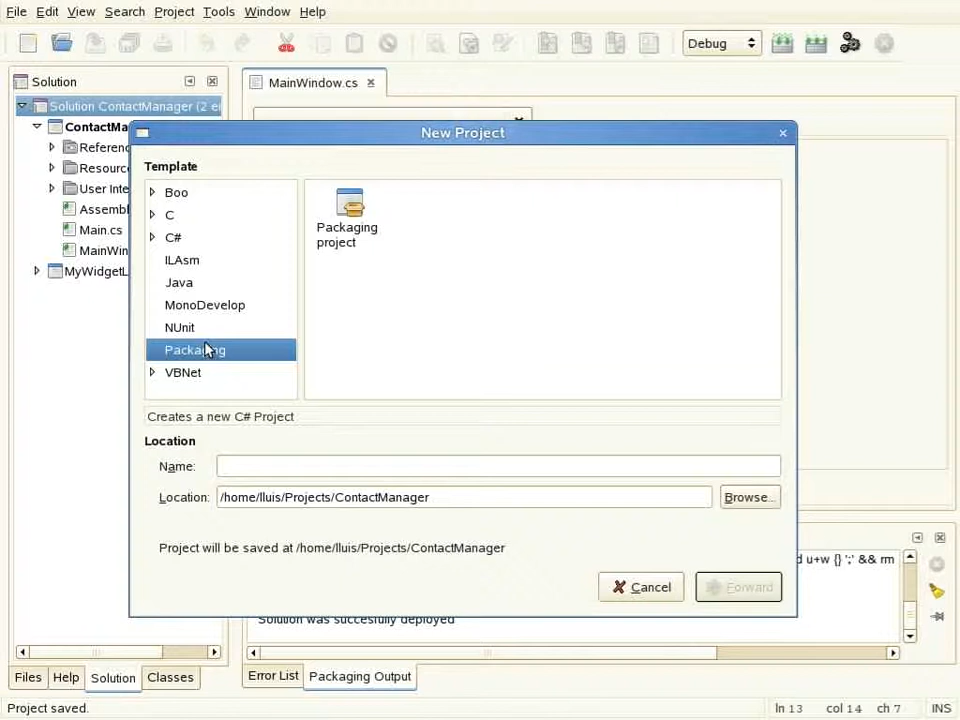 File Edit View Search Project Tools Window Help
Debug
Solution
MainWindow.cs
Solution ContactManager (2 e
ContactMa
Referenc
Resourc
User Inte
Assembl
Main.cs
MainWin
MyWidgetL
New Project
Template
Boo
C
C#
ILAsm
Java
MonoDevelop
NUnit
Packaging
VBNet
Packaging
project
Creates a new C# Project
Location
Name:
Location: /home/lluis/Projects/ContactManager Browse...
Project will be saved at /home/lluis/Projects/ContactManager
Cancel Forward
d u+w {} ';' && rm
Solution was succesfully deployed
Files Help Solution Classes
Error List Packaging Output
Project saved. ln 13 col 14 ch 7 INS